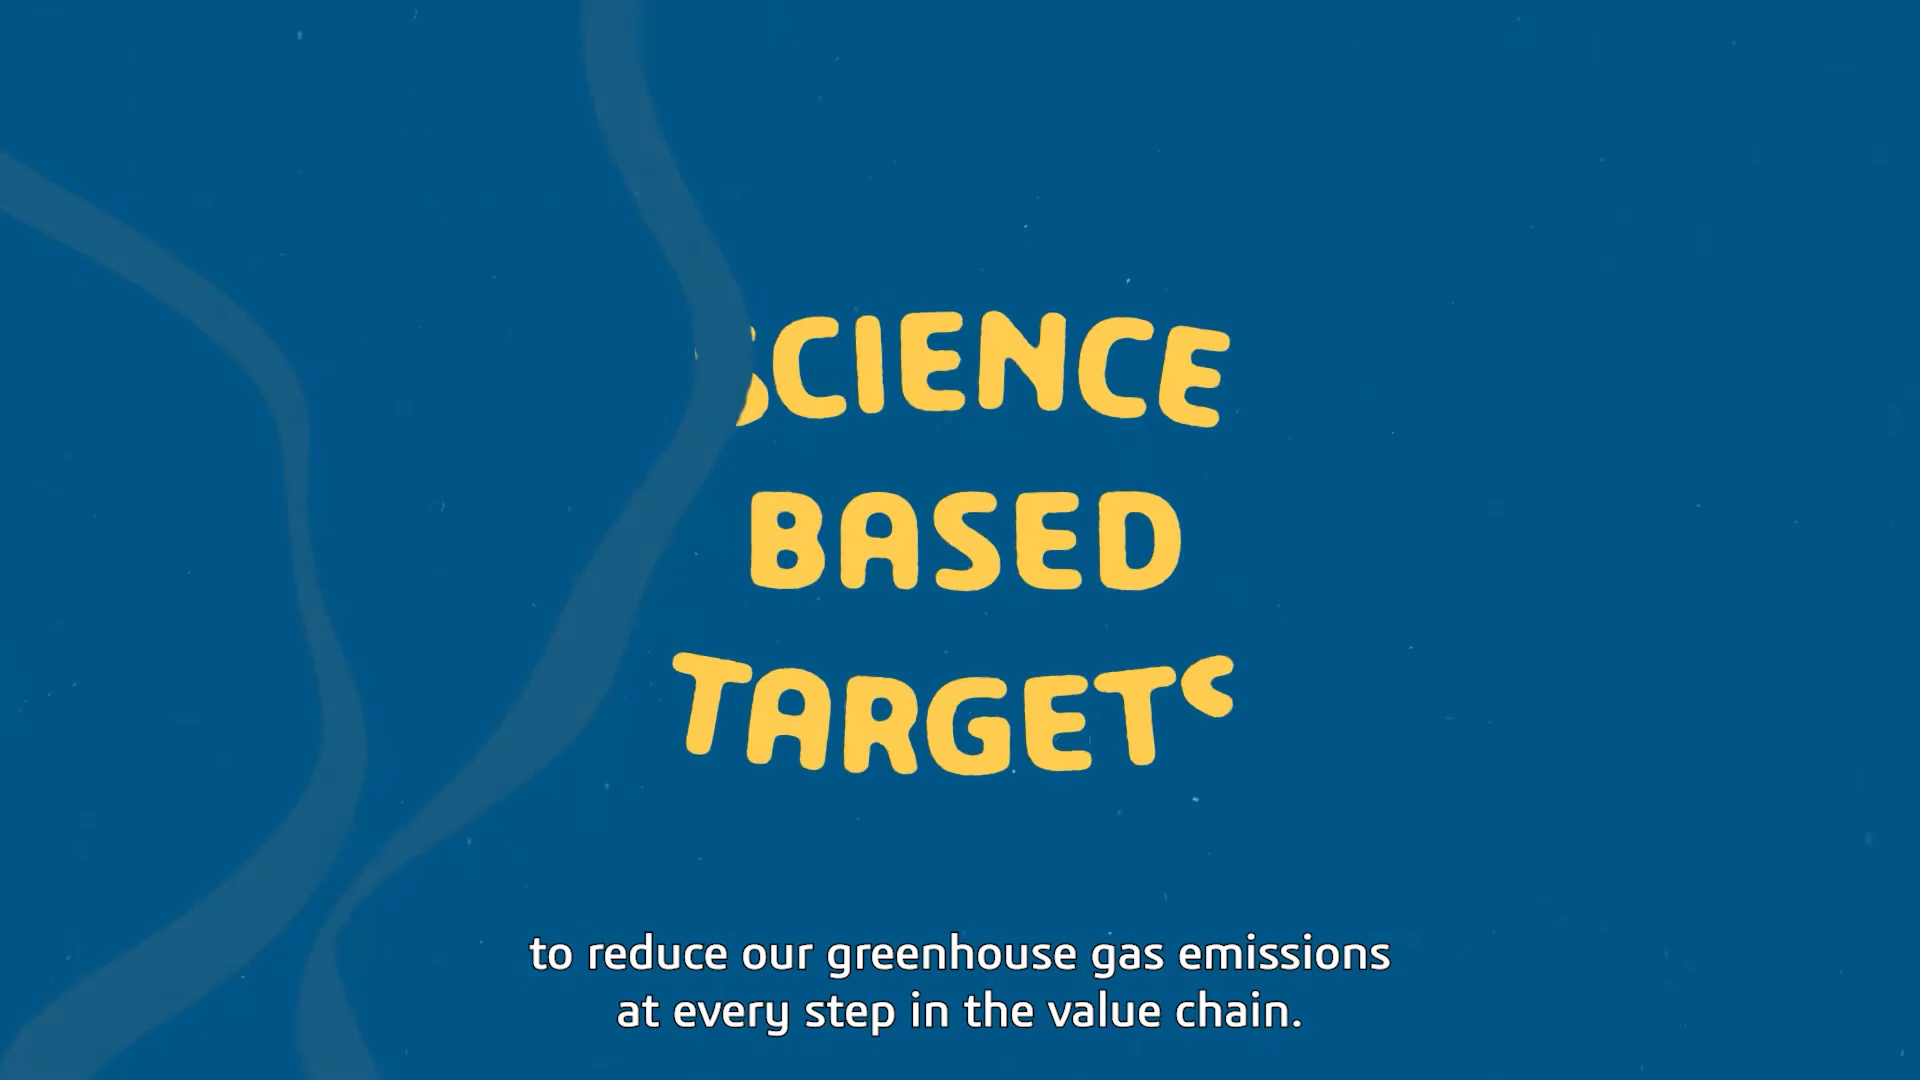 SCIENCE
BASED
TARGETS
to reduce our greenhouse gas emissions
at every step in the value chain.